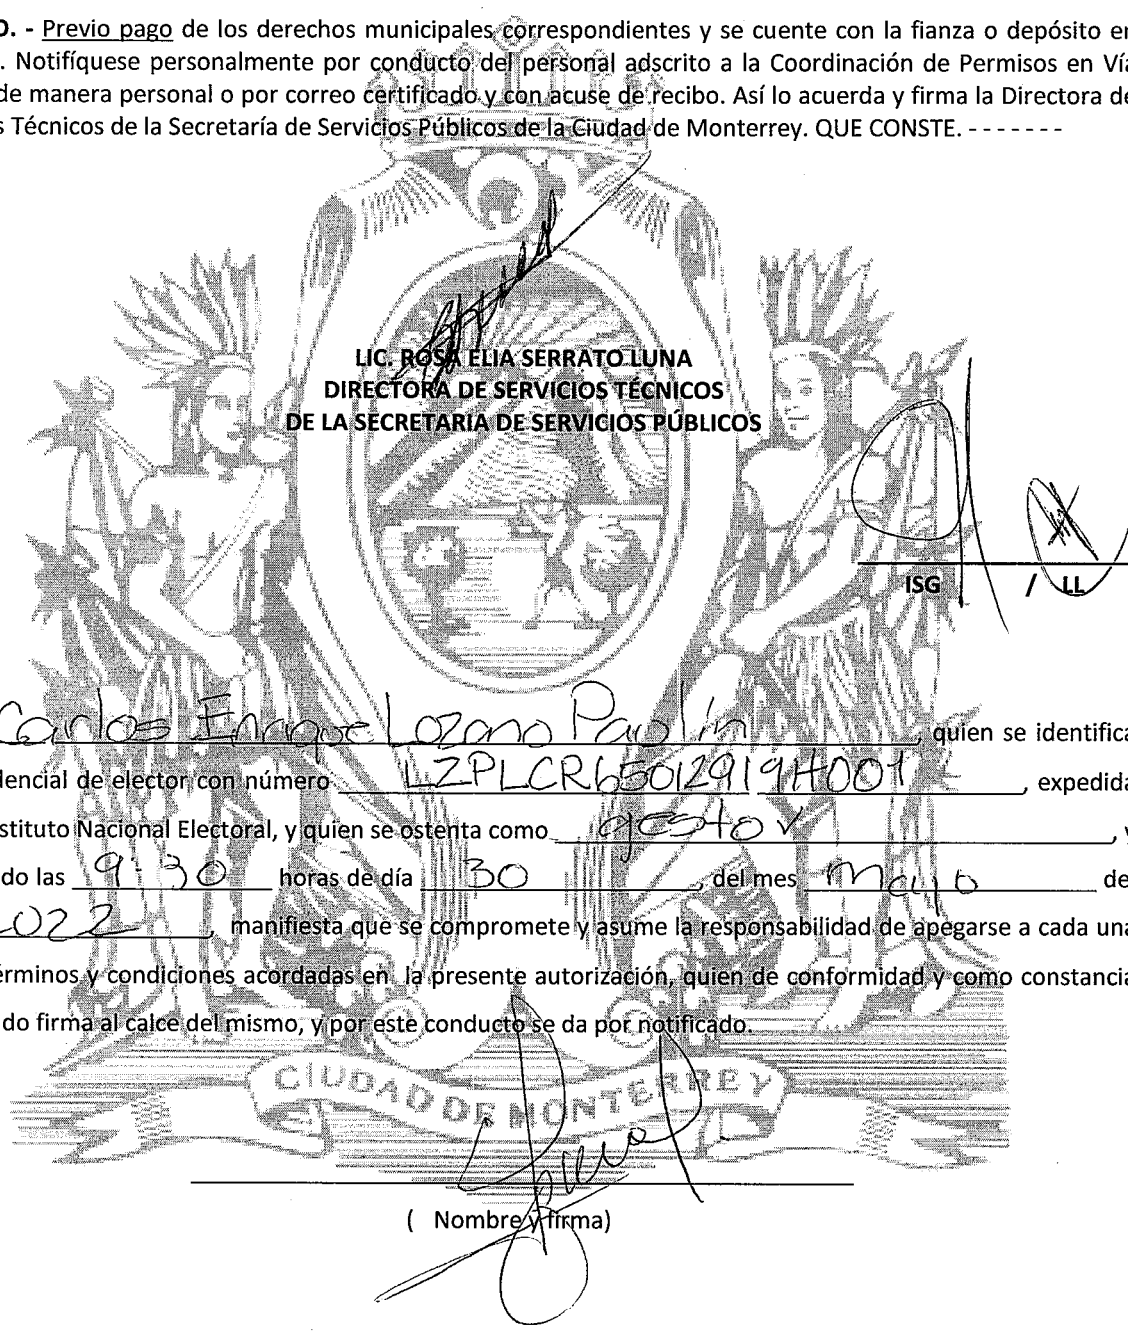 O. - Previo pago de los derechos municipales correspondientes y se cuente con la fianza o depósito en
. Notifíquese personalmente por conducto del personal adscrito a la Coordinación de Permisos en Vía
de manera personal o por correo certificado y con acuse de recibo. Así lo acuerda y firma la Directora de
s Técnicos de la Secretaría de Servicios Públicos de la Ciudad de Monterrey. QUE CONSTE. - - - - - - -
LIC. ROSA ELIA SERRATO LUNA
DIRECTORA DE SERVICIOS TÉCNICOS
DE LA SECRETARIA DE SERVICIOS PÚBLICOS
ISG / LL
Carlos Enrique Lozano Paulín, quien se identifica
dencial de elector con número LZPLCR65012919H001, expedida
stituto Nacional Electoral, y quien se ostenta como gestor, y
do las 9:30 horas de día 30, del mes mayo de
022, manifiesta que se compromete y asume la responsabilidad de apegarse a cada una
érminos y condiciones acordadas en la presente autorización, quien de conformidad y como constancia
do firma al calce del mismo, y por este conducto se da por notificado.
CIUDAD DE MONTERREY
( Nombre y firma)